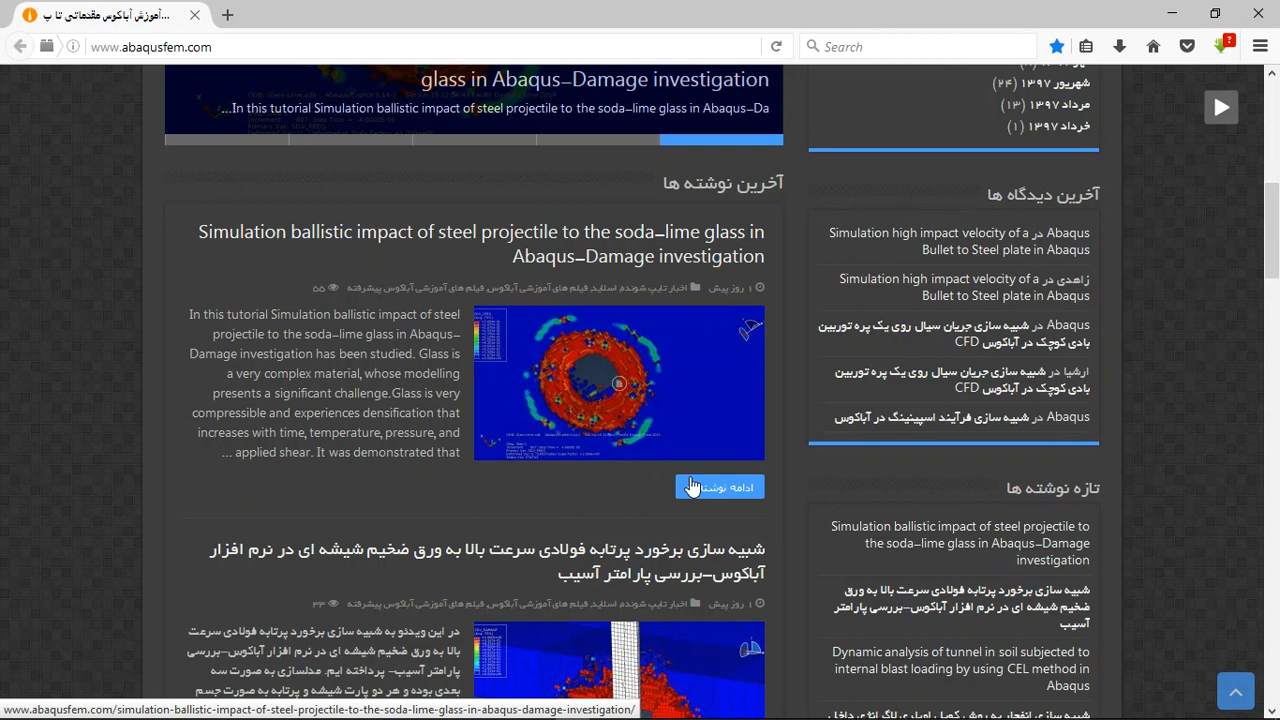 آموزش آباکوس مقدماتی تا پ...
www.abaqusfem.com
Search
?
glass in Abaqus-Damage investigation
In this tutorial Simulation ballistic impact of steel projectile to the soda-lime glass in Abaqus-Da...
شهریور ۱۳۹۷ (۲۴)
مرداد ۱۳۹۷ (۱۳)
خرداد ۱۳۹۷ (۱)
آخرین نوشته ها
Simulation ballistic impact of steel projectile to the soda-lime glass in
Abaqus-Damage investigation
۱ روز پیش اخبار تایپ شونده, اسلاید, فیلم های آموزشی آباکوس, فیلم های آموزشی آباکوس پیشرفته ۵۵
In this tutorial Simulation ballistic impact of steel
projectile to the soda-lime glass in Abaqus-
Damage investigation has been studied. Glass is
a very complex material, whose modelling
presents a significant challenge.Glass is very
compressible and experiences densification that
increases with time, temperature, pressure, and
applied shear. It was demonstrated that ...
ادامه نوشته
شبیه سازی برخورد پرتابه فولادی سرعت بالا به ورق ضخیم شیشه ای در نرم افزار
آباکوس-بررسی پارامتر آسیب
۱ روز پیش اخبار تایپ شونده, اسلاید, فیلم های آموزشی آباکوس, فیلم های آموزشی آباکوس پیشرفته ۳۳
در این ویدئو به شبیه سازی برخورد پرتابه فولادی سرعت
بالا به ورق ضخیم شیشه ای در نرم افزار آباکوس-بررسی
پارامتر آسیب- پرداخته ایم. مدلسازی به صورت سه
بعدی بوده و هر دو پارت شیشه و پرتابه به صورت جسم
آخرین دیدگاه ها
Abaqus در Simulation high impact velocity of a
Bullet to Steel plate in Abaqus
زاهدی در Simulation high impact velocity of a
Bullet to Steel plate in Abaqus
Abaqus در شبیه سازی جریان سیال روی یک پره توربین
بادی کوچک در آباکوس CFD
ارشیا در شبیه سازی جریان سیال روی یک پره توربین
بادی کوچک در آباکوس CFD
Abaqus در شبیه سازی فرآیند اسپینینگ در آباکوس
تازه نوشته ها
Simulation ballistic impact of steel projectile to
the soda-lime glass in Abaqus-Damage
investigation
شبیه سازی برخورد پرتابه فولادی سرعت بالا به ورق
ضخیم شیشه ای در نرم افزار آباکوس-بررسی پارامتر
آسیب
Dynamic analysis of tunnel in soil subjected to
internal blast loading by using CEL method in
Abaqus
www.abaqusfem.com/simulation-ballistic-impact-of-steel-projectile-to-the-soda-lime-glass-in-abaqus-damage-investigation/